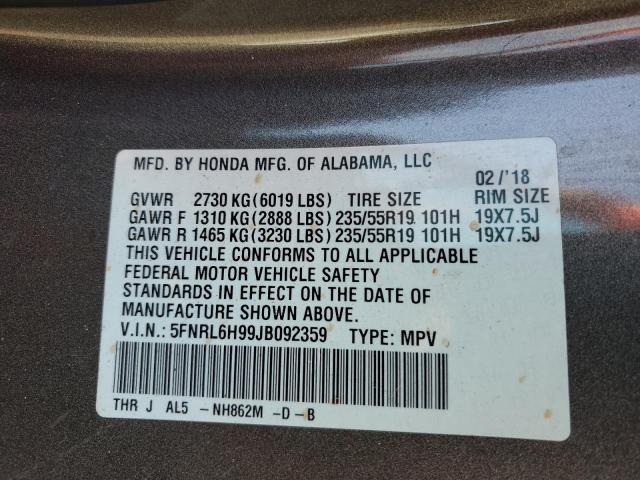 MFD. BY HONDA MFG. OF ALABAMA, LLC
02 /'18
GVWR 2730 KG(6019 LBS) TIRE SIZE RIM SIZE
GAWR F 1310 KG(2888 LBS) 235/55R19 101H 19X7.5J
GAWR R 1465 KG(3230 LBS) 235/55R19 101H 19X7.5J
THIS VEHICLE CONFORMS TO ALL APPLICABLE
FEDERAL MOTOR VEHICLE SAFETY
STANDARDS IN EFFECT ON THE DATE OF
MANUFACTURE SHOWN ABOVE.
V.I.N.: 5FNRL6H99JB092359 TYPE: MPV
THR J AL5 -NH862M -D -B